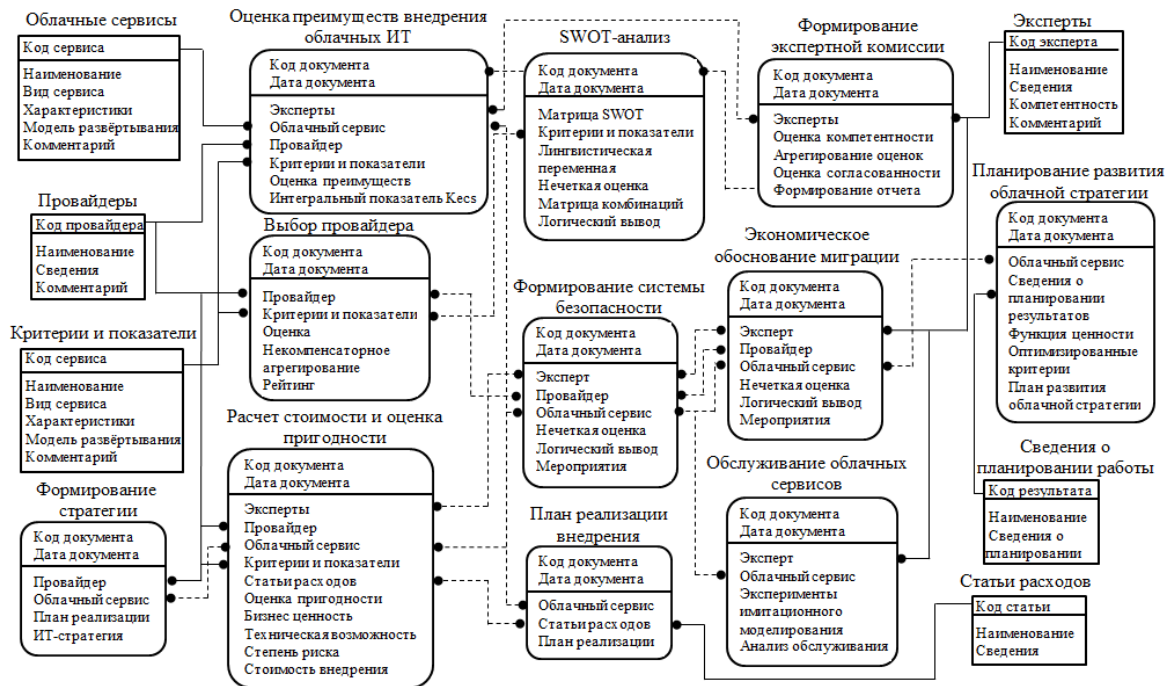 Облачные сервисы
Код сервиса
Наименование
Вид сервиса
Характеристики
Модель развёртывания
Комментарий
Оценка преимуществ внедрения
облачных ИТ
Код документа
Дата документа
Эксперты
Облачный сервис
Провайдер
Критерии и показатели
Оценка преимуществ
Интегральный показатель Kecs
SWOT-анализ
Код документа
Дата документа
Матрица SWOT
Критерии и показатели
Лингвистическая
переменная
Нечеткая оценка
Матрица комбинаций
Логический вывод
Формирование
экспертной комиссии
Код документа
Дата документа
Эксперты
Оценка компетентности
Агрегирование оценок
Оценка согласованности
Формирование отчета
Эксперты
Код эксперта
Наименование
Сведения
Компетентность
Комментарий
Провайдеры
Код провайдера
Наименование
Сведения
Комментарий
Выбор провайдера
Код документа
Дата документа
Провайдер
Критерии и показатели
Оценка
Некомпенсаторное
агрегирование
Рейтинг
Формирование системы
безопасности
Код документа
Дата документа
Эксперт
Провайдер
Облачный сервис
Нечеткая оценка
Логический вывод
Мероприятия
Экономическое
обоснование миграции
Код документа
Дата документа
Эксперт
Провайдер
Облачный сервис
Нечеткая оценка
Логический вывод
Мероприятия
Планирование развития
облачной стратегии
Код документа
Дата документа
Облачный сервис
Сведения о
планировании
результатов
Функция ценности
Оптимизированные
критерии
План развития
облачной стратегии
Критерии и показатели
Код сервиса
Наименование
Вид сервиса
Характеристики
Модель развёртывания
Комментарий
Расчет стоимости и оценка
пригодности
Код документа
Дата документа
Эксперты
Провайдер
Облачный сервис
Критерии и показатели
Статьи расходов
Оценка пригодности
Бизнес ценность
Техническая возможность
Степень риска
Стоимость внедрения
Формирование
стратегии
Код документа
Дата документа
Провайдер
Облачный сервис
План реализации
ИТ-стратегия
План реализации
внедрения
Код документа
Дата документа
Облачный сервис
Статьи расходов
План реализации
Обслуживание облачных
сервисов
Код документа
Дата документа
Эксперт
Облачный сервис
Эксперименты
имитационного
моделирования
Анализ обслуживания
Сведения о
планировании работы
Код результата
Наименование
Сведения о
планировании
Статьи расходов
Код статьи
Наименование
Сведения